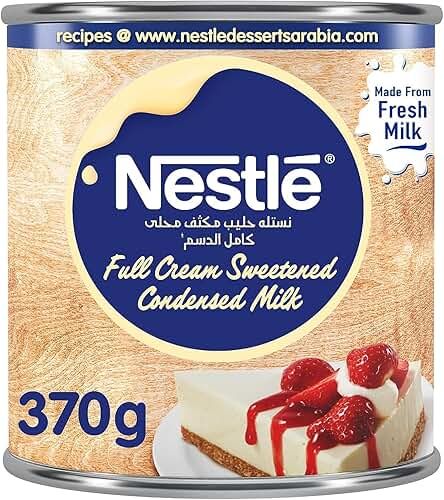 recipes @ www.nestledessertsarabia.com
Made From
Fresh
Milk
Nestlé®
نستله حليب مكثف محلى
كامل الدسم'
Full Cream Sweetened
Condensed Milk
370g